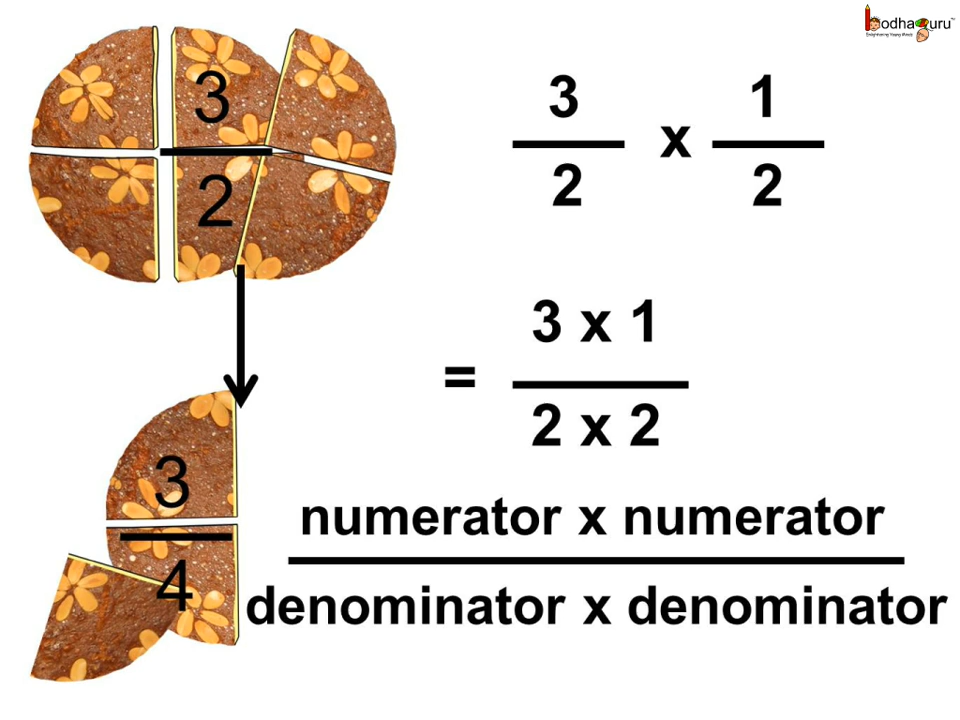 bodhaguru
3
2
3
2
x
1
2
=
3 x 1
2 x 2
3
4
numerator x numerator
denominator x denominator